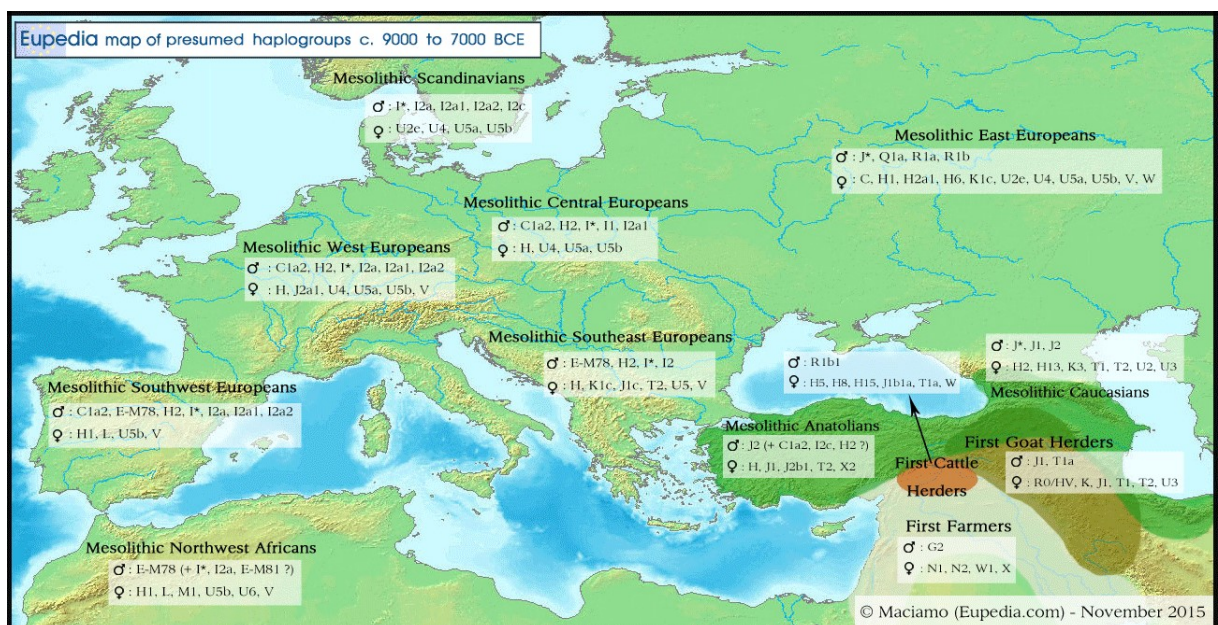 Eupedia map of presumed haplogroups c. 9000 to 7000 BCE
Mesolithic Scandinavians
♂ : I*, I2a, I2a1, I2a2, I2c
♀ : U2e, U4, U5a, U5b
Mesolithic East Europeans
♂ : J*, Q1a, R1a, R1b
♀ : C, H1, H2a1, H6, K1c, U2e, U4, U5a, U5b, V, W
Mesolithic Central Europeans
♂ : C1a2, H2, I*, I1, I2a1
♀ : H, U4, U5a, U5b
Mesolithic West Europeans
♂ : C1a2, H2, I*, I2a, I2a1, I2a2
♀ : H, J2a1, U4, U5a, U5b, V
Mesolithic Southeast Europeans
♂ : E-M78, H2, I*, I2
♀ : H, K1c, J1c, T2, U5, V
♂ : R1b1
♀ : H5, H8, H15, J1b1a, T1a, W
♂ : J*, J1, J2
♀ : H2, H13, K3, T1, T2, U2, U3
Mesolithic Caucasians
Mesolithic Southwest Europeans
♂ : C1a2, E-M78, H2, I*, I2a, I2a1, I2a2
♀ : H1, L, U5b, V
Mesolithic Anatolians
♂ : J2 (+ C1a2, I2c, H2 ?)
♀ : H, J1, J2b1, T2, X2
First Cattle
Herders
First Goat Herders
♂ : J1, T1a
♀ : R0/HV, K, J1, T1, T2, U3
First Farmers
♂ : G2
♀ : N1, N2, W1, X
Mesolithic Northwest Africans
♂ : E-M78 (+ I*, I2a, E-M81 ?)
♀ : H1, L, M1, U5b, U6, V
© Maciamo (Eupedia.com) - November 2015